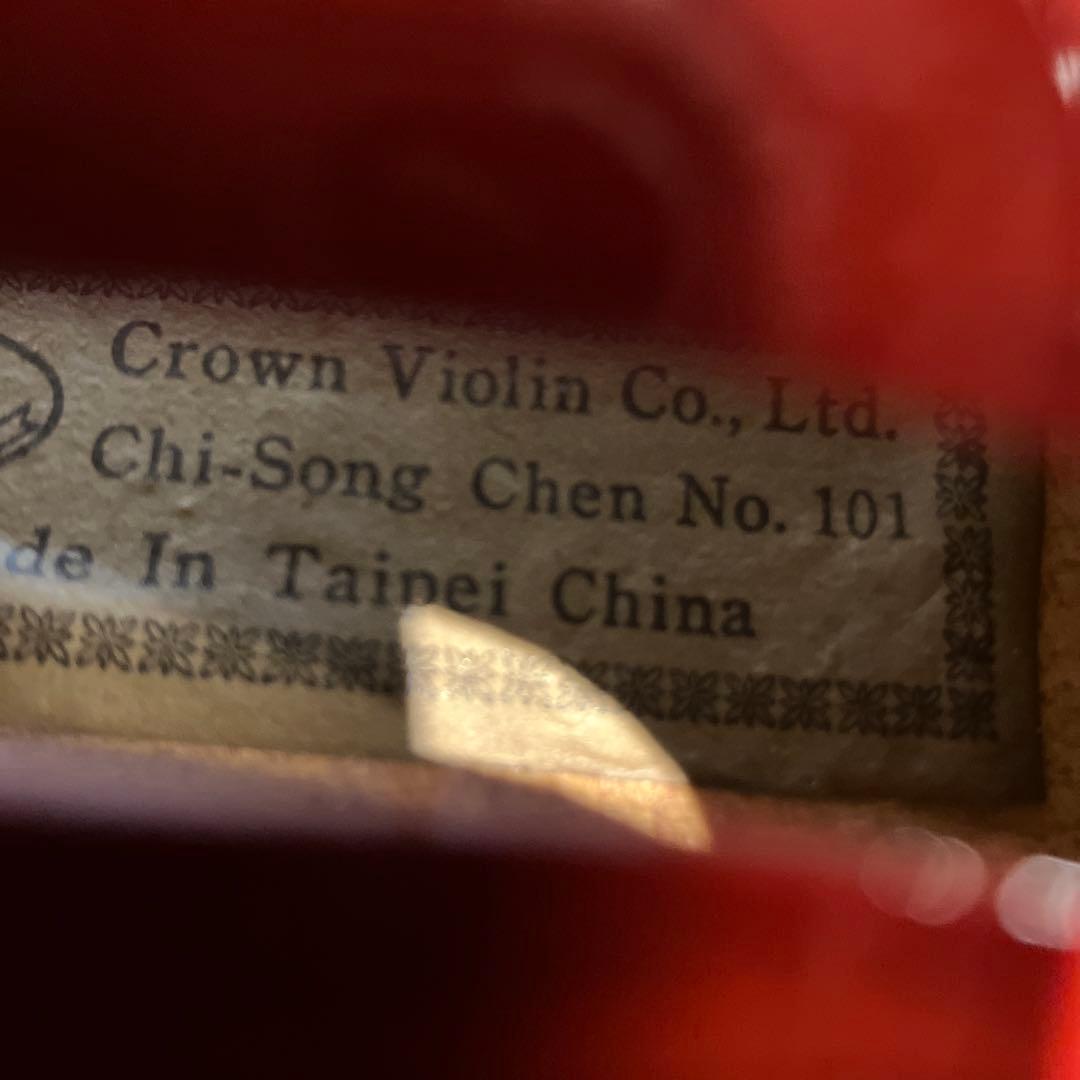 Crown Violin Co., Ltd.
Chi-Song Chen No. 101
de In Taipei China